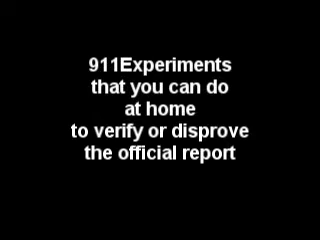 911Experiments
that you can do
at home
to verify or disprove
the official report